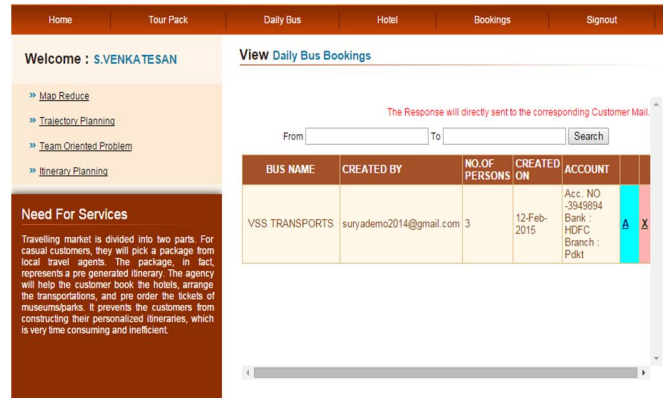 Home Tour Pack Daily Bus Hotel Bookings Signout
Welcome : S.VENKATESAN
» Map Reduce
» Trajectory Planning
» Team Oriented Problem
» Itinerary Planning
Need For Services
Travelling market is divided into two parts. For
casual customers, they will pick a package from
local travel agents. The package, in fact,
represents a pre generated itinerary. The agency
will help the customer book the hotels, arrange
the transportations, and pre order the tickets of
museums/parks. It prevents the customers from
constructing their personalized itineraries, which
is very time consuming and inefficient.
View Daily Bus Bookings
The Response will directly sent to the corresponding Customer Mail.
From To Search
BUS NAME CREATED BY NO.OF PERSONS CREATED ON ACCOUNT
VSS TRANSPORTS suryademo2014@gmail.com 3 12-Feb-2015
Acc. NO
-3949894
Bank :
HDFC
Branch :
Pdkt
A X